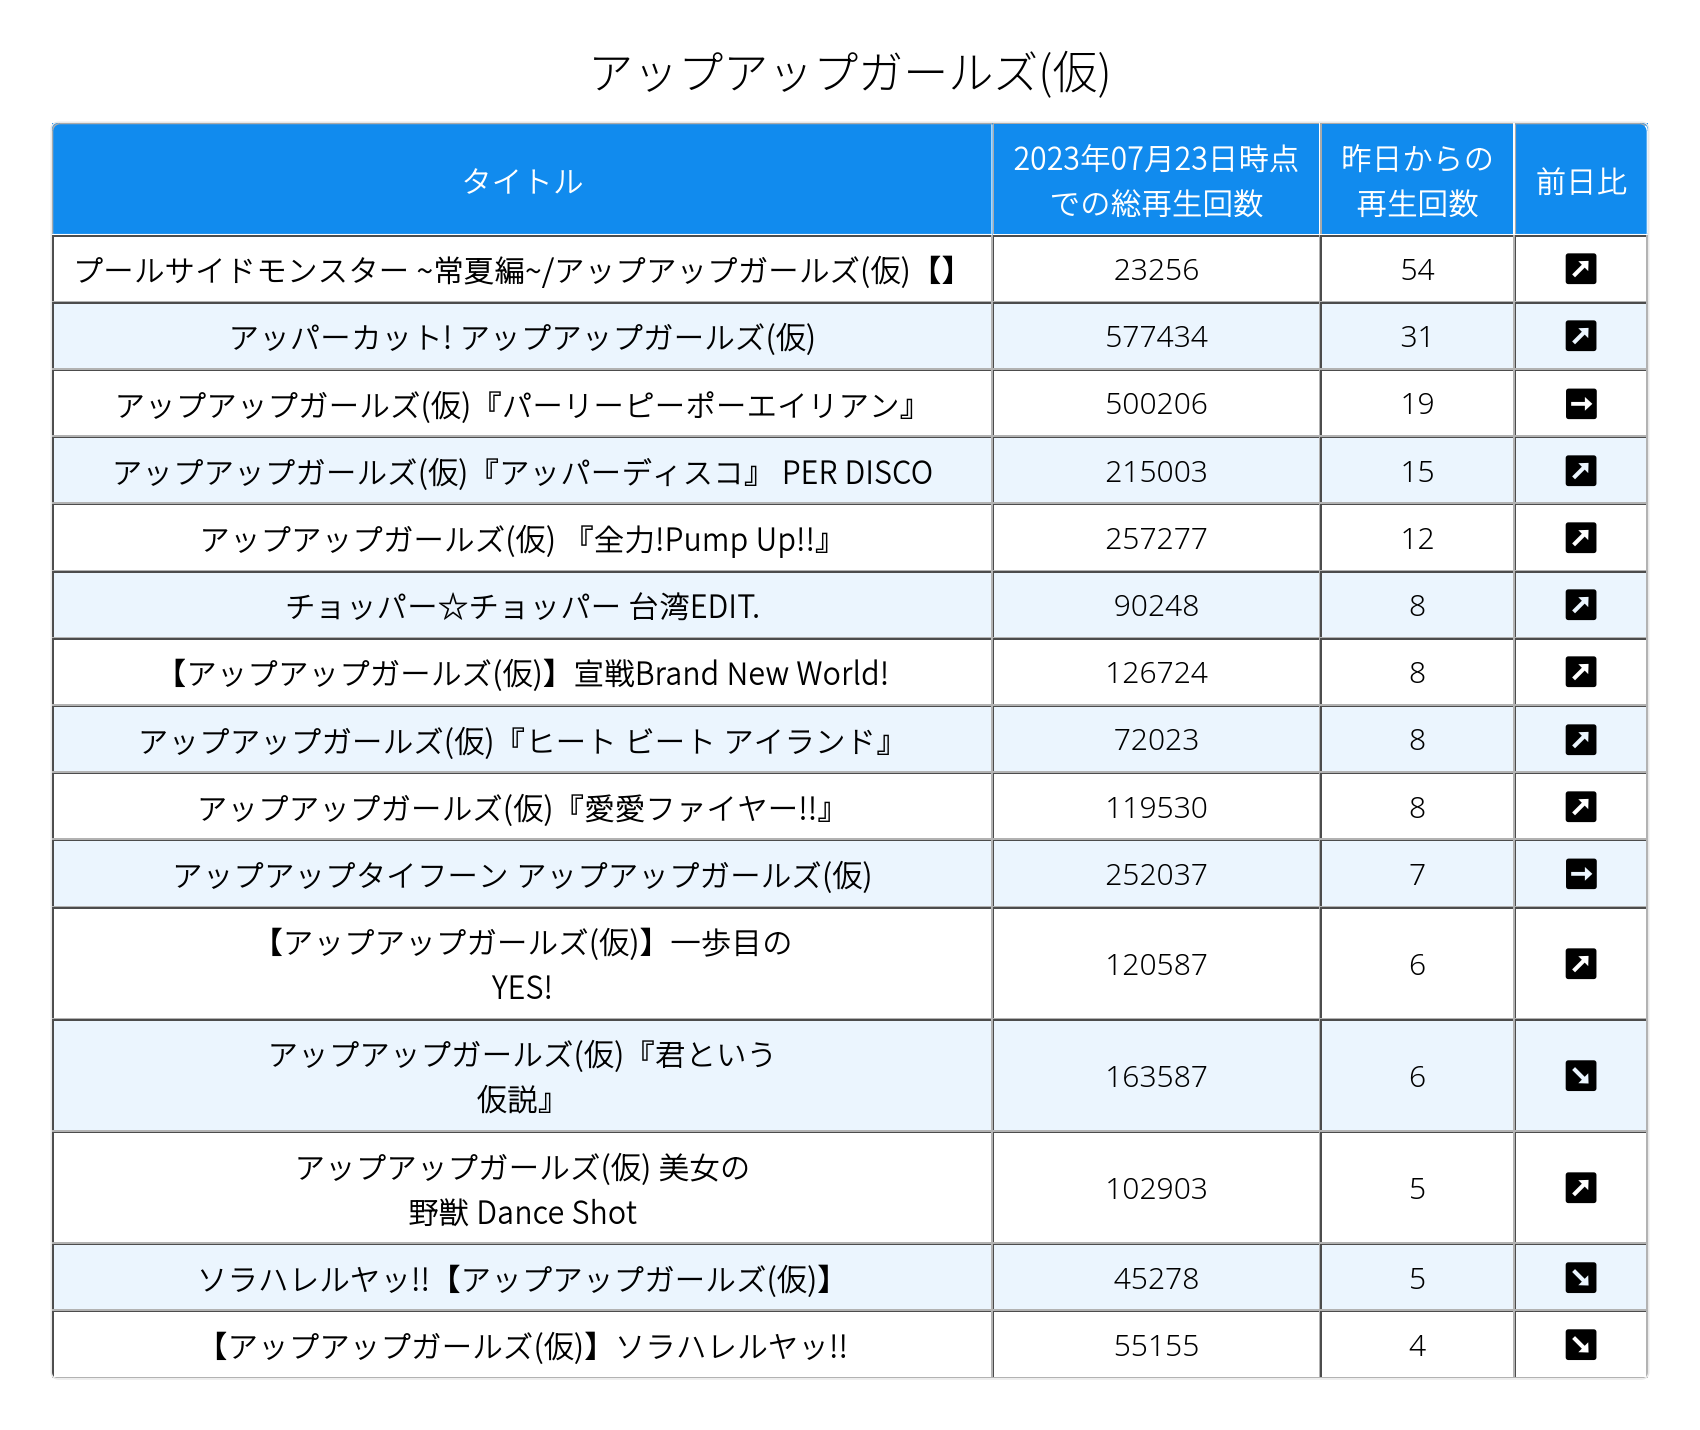 アップアップガールズ(仮)
タイトル 2023年07月23日時点での総再生回数 昨日からの再生回数 前日比
プールサイドモンスター ~常夏編~/アップアップガールズ(仮)【】 23256 54
アッパーカット! アップアップガールズ(仮) 577434 31
アップアップガールズ(仮)『パーリーピーポーエイリアン』 500206 19
アップアップガールズ(仮)『アッパーディスコ』 PER DISCO 215003 15
アップアップガールズ(仮) 『全力!Pump Up!!』 257277 12
チョッパー☆チョッパー 台湾EDIT. 90248 8
【アップアップガールズ(仮)】宣戦Brand New World! 126724 8
アップアップガールズ(仮)『ヒート ビート アイランド』 72023 8
アップアップガールズ(仮)『愛愛ファイヤー!!』 119530 8
アップアップタイフーン アップアップガールズ(仮) 252037 7
【アップアップガールズ(仮)】一歩目の
YES! 120587 6
アップアップガールズ(仮)『君という
仮説』 163587 6
アップアップガールズ(仮) 美女の
野獣 Dance Shot 102903 5
ソラハレルヤッ!!【アップアップガールズ(仮)】 45278 5
【アップアップガールズ(仮)】ソラハレルヤッ!! 55155 4